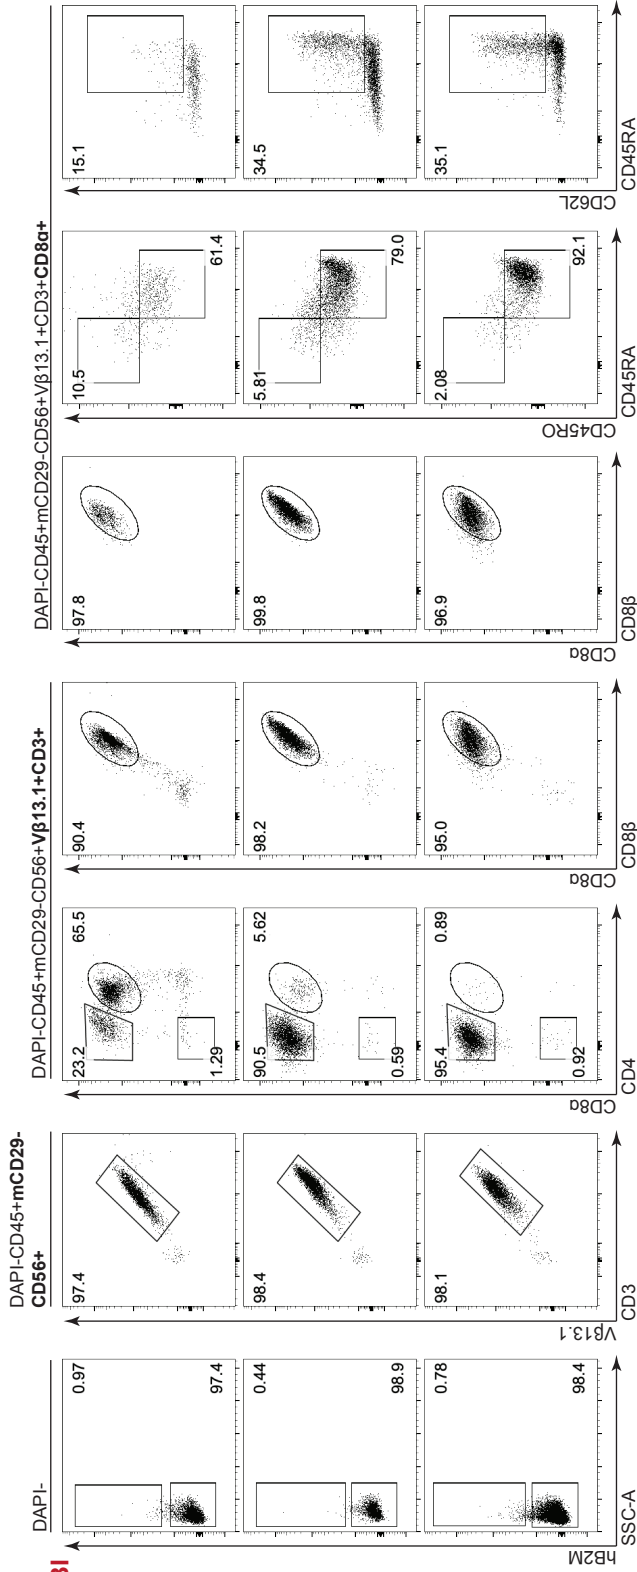 DAPI-
DAPI-CD45+mCD29-
CD56+
DAPI-CD45+mCD29-CD56+Vβ13.1+CD3+
DAPI-CD45+mCD29-CD56+Vβ13.1+CD3+CD8α+
0.97
97.4
97.4
23.2
65.5
1.29
90.4
97.8
10.5
61.4
15.1
0.44
98.9
98.4
90.5
5.62
0.59
98.2
99.8
5.81
79.0
34.5
0.78
98.4
98.1
95.4
0.89
0.92
95.0
96.9
2.08
92.1
35.1
hB2M
SSC-A
Vβ13.1
CD3
CD8α
CD4
CD8α
CD8β
CD8α
CD8β
CD45RO
CD45RA
CD62L
CD45RA